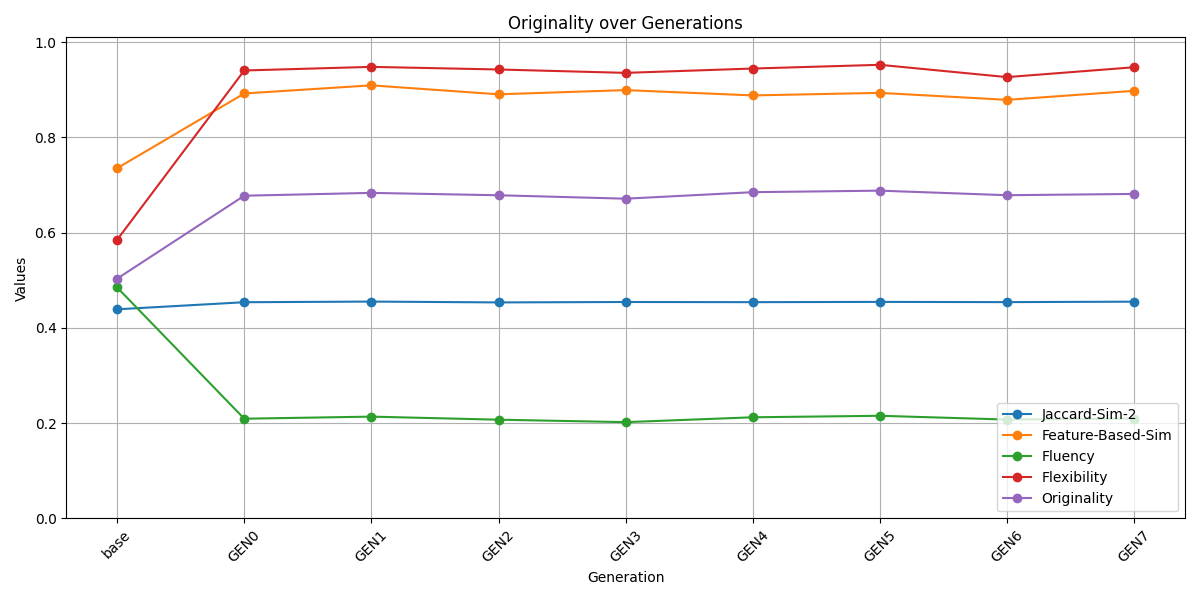 Originality over Generations
Values
1.0
0.8
0.6
0.4
0.2
0.0
Jaccard-Sim-2
Feature-Based-Sim
Fluency
Flexibility
Originality
base
GEN0
GEN1
GEN2
GEN3
GEN4
GEN5
GEN6
GEN7
Generation